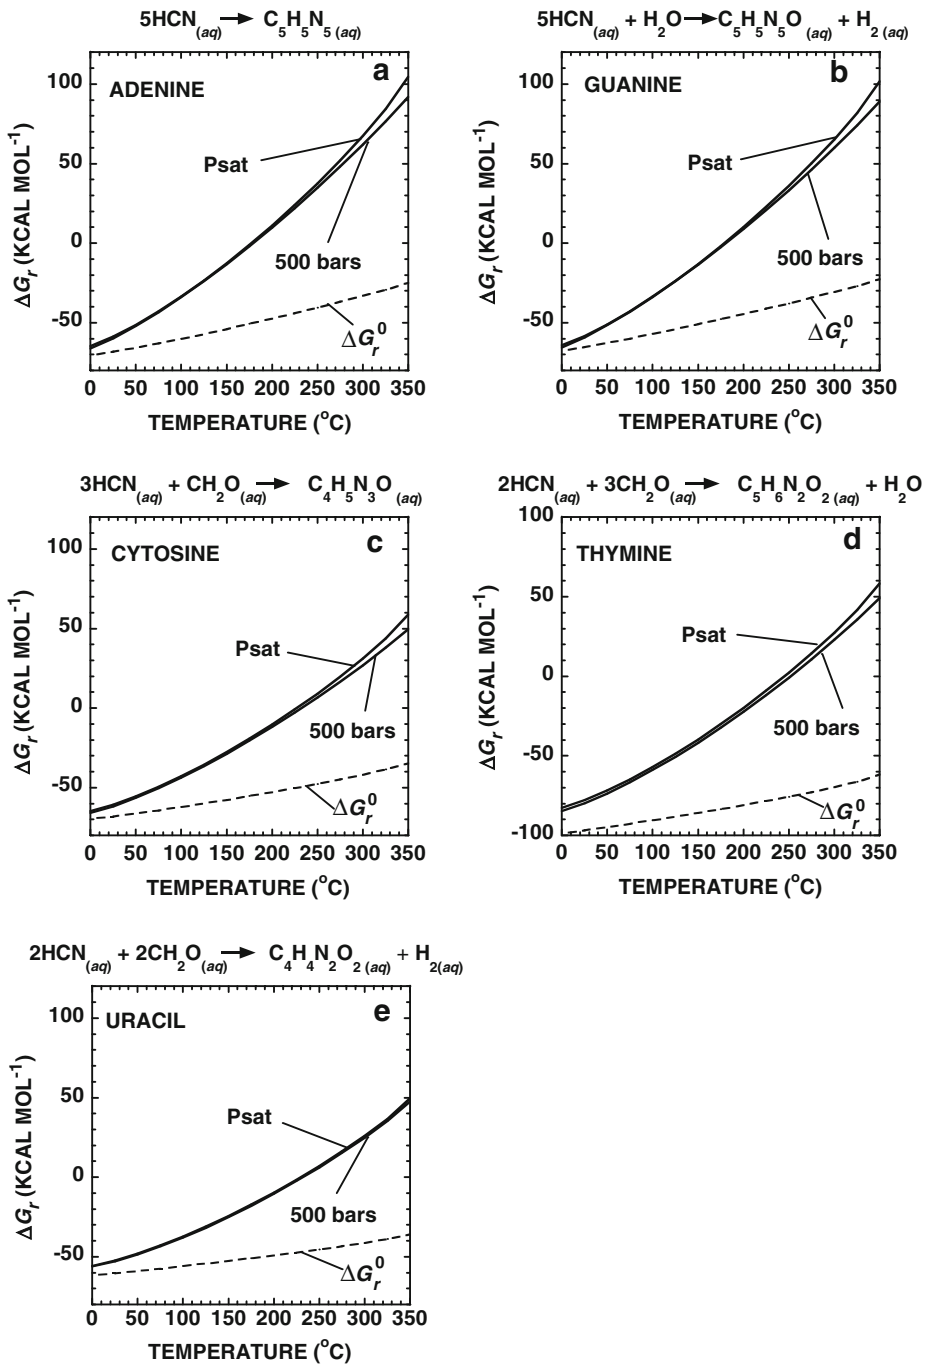 5HCN(aq) → C5H5N5 (aq)
a
ADENINE
100
50
0
-50
Psat
500 bars
ΔGr0
ΔGr (KCAL MOL-1)
0 50 100 150 200 250 300 350
TEMPERATURE (oC)
5HCN(aq) + H2O → C5H5N5O (aq) + H2 (aq)
b
GUANINE
100
50
0
-50
Psat
500 bars
ΔGr0
ΔGr (KCAL MOL-1)
0 50 100 150 200 250 300 350
TEMPERATURE (oC)
3HCN(aq) + CH2O(aq) → C4H5N3O (aq)
c
CYTOSINE
100
50
0
-50
Psat
500 bars
ΔGr0
ΔGr (KCAL MOL-1)
0 50 100 150 200 250 300 350
TEMPERATURE (oC)
2HCN(aq) + 3CH2O(aq) → C5H6N2O2 (aq) + H2O
d
THYMINE
100
50
0
-50
-100
Psat
500 bars
ΔGr0
ΔGr (KCAL MOL-1)
0 50 100 150 200 250 300 350
TEMPERATURE (oC)
2HCN(aq) + 2CH2O(aq) → C4H4N2O2 (aq) + H2(aq)
e
URACIL
100
50
0
-50
Psat
500 bars
ΔGr0
ΔGr (KCAL MOL-1)
0 50 100 150 200 250 300 350
TEMPERATURE (oC)